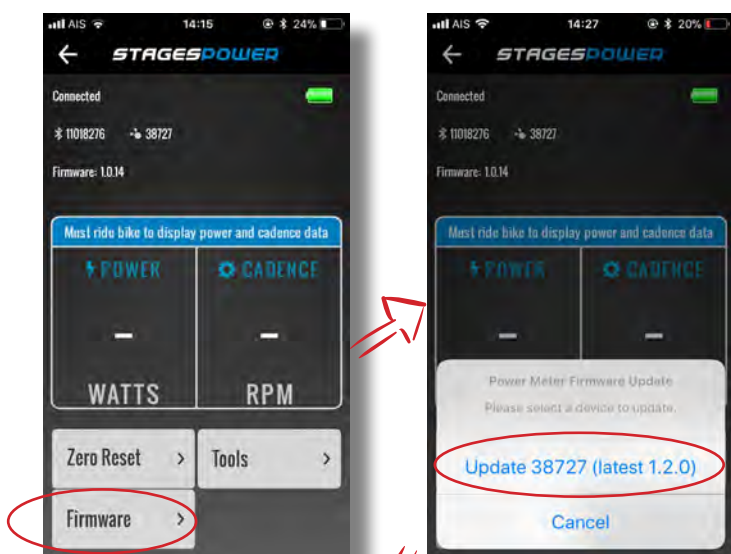 AIS 14:15 24%
STAGESPOWER
Connected
11018276 38727
Firmware: 1.0.14
Must ride bike to display power and cadence data
POWER CADENCE
- -
WATTS RPM
Zero Reset > Tools >
Firmware >
AIS 14:27 20%
STAGESPOWER
Connected
11018276 38727
Firmware: 1.0.14
Must ride bike to display power and cadence data
POWER CADENCE
- -
Power Meter Firmware Update
Please select a device to update.
Update 38727 (latest 1.2.0)
Cancel